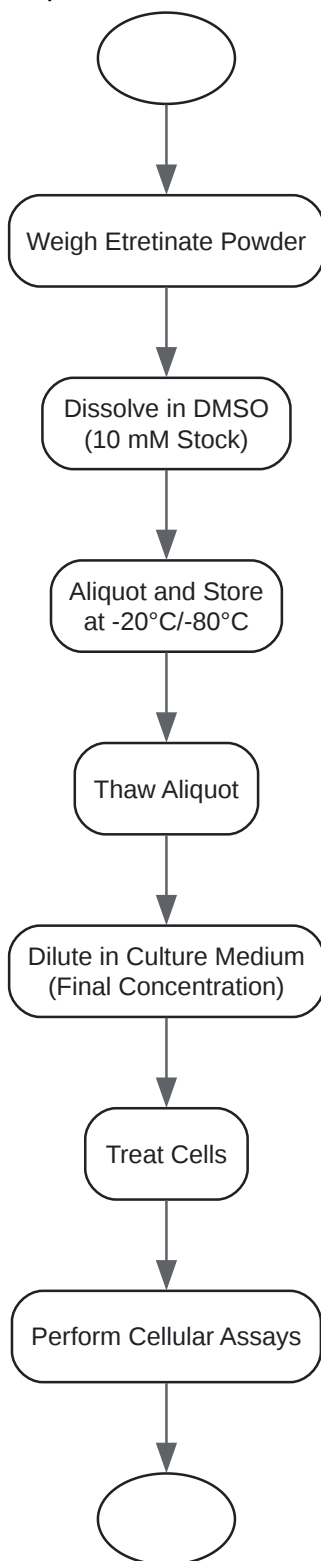 Weigh Etretinate Powder
Dissolve in DMSO
(10 mM Stock)
Aliquot and Store
at -20°C/-80°C
Thaw Aliquot
Dilute in Culture Medium
(Final Concentration)
Treat Cells
Perform Cellular Assays